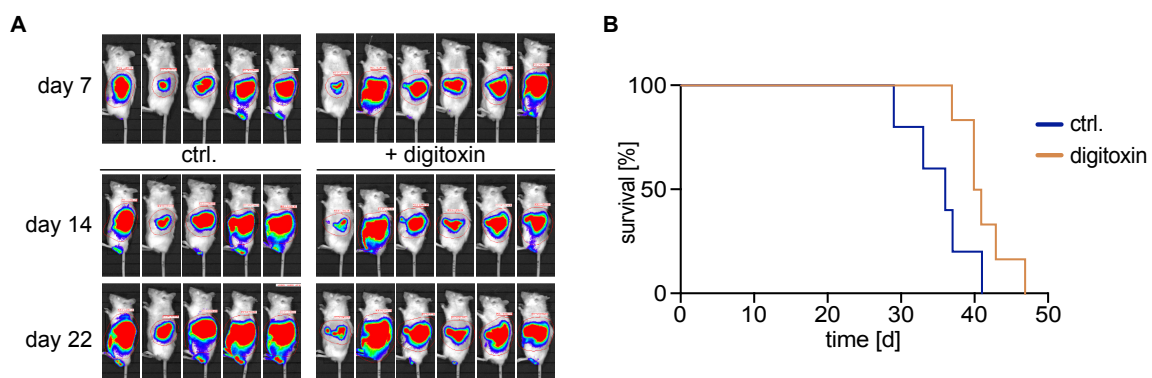 A
day 7
ctrl.
+ digitoxin
day 14
day 22
B
100
50
0
survival [%]
0
10
20
30
40
50
time [d]
ctrl.
digitoxin